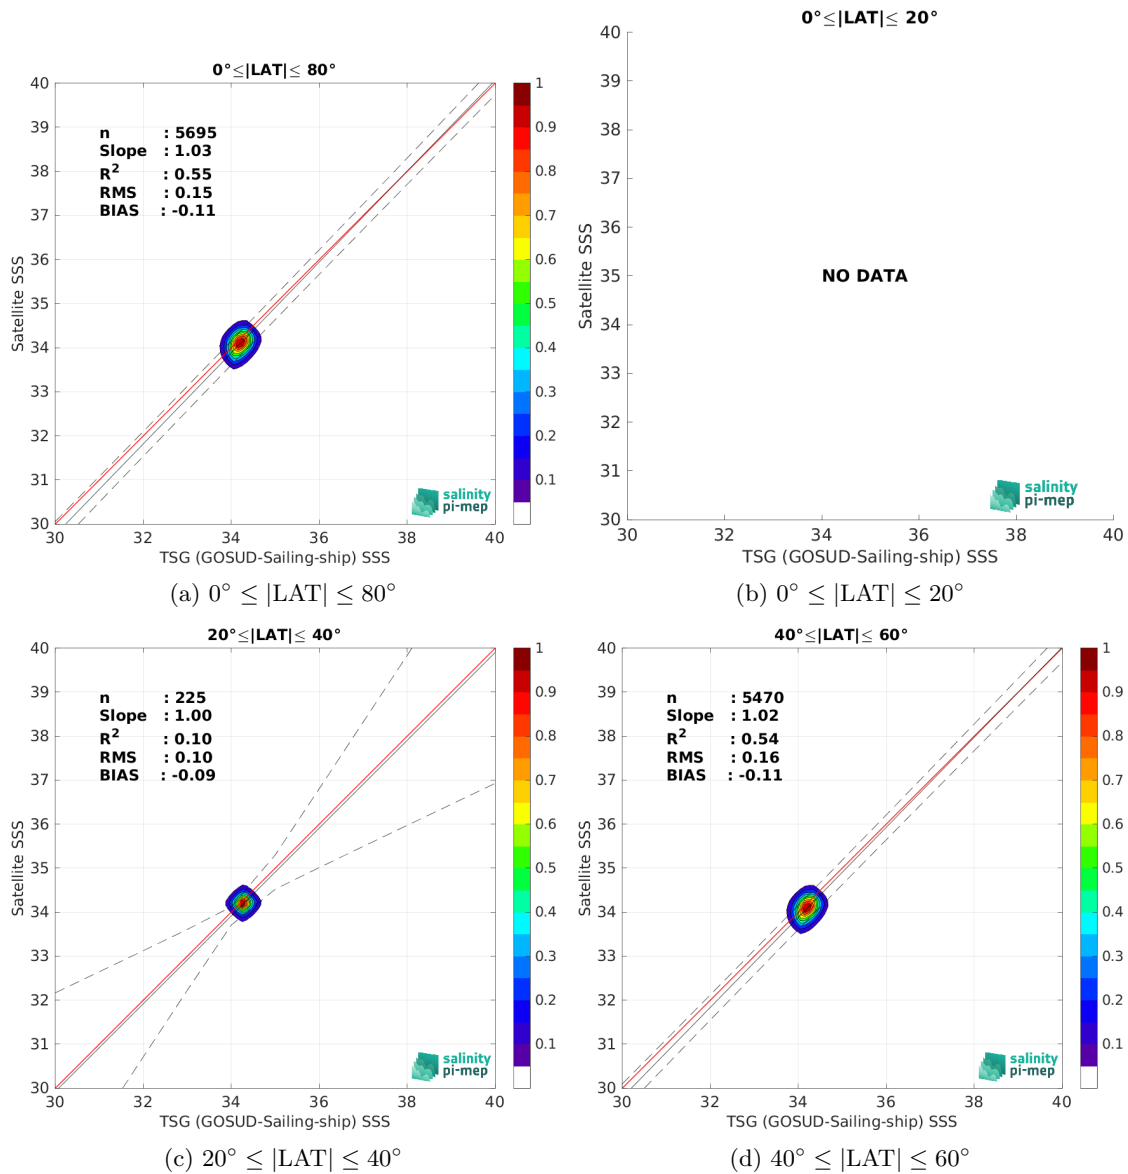 0°≤|LAT|≤ 80°
40
39
38
37
36
35
34
33
32
31
30
30
32
34
36
38
40
Satellite SSS
TSG (GOSUD-Sailing-ship) SSS
n : 5695
Slope : 1.03
R² : 0.55
RMS : 0.15
BIAS : -0.11
salinity
pi-mep
1
0.9
0.8
0.7
0.6
0.5
0.4
0.3
0.2
0.1
(a) 0° ≤ |LAT| ≤ 80°
0°≤|LAT|≤ 20°
40
39
38
37
36
35
34
33
32
31
30
30
32
34
36
38
40
Satellite SSS
TSG (GOSUD-Sailing-ship) SSS
NO DATA
salinity
pi-mep
(b) 0° ≤ |LAT| ≤ 20°
20°≤|LAT|≤ 40°
40
39
38
37
36
35
34
33
32
31
30
30
32
34
36
38
40
Satellite SSS
TSG (GOSUD-Sailing-ship) SSS
n : 225
Slope : 1.00
R² : 0.10
RMS : 0.10
BIAS : -0.09
salinity
pi-mep
1
0.9
0.8
0.7
0.6
0.5
0.4
0.3
0.2
0.1
(c) 20° ≤ |LAT| ≤ 40°
40°≤|LAT|≤ 60°
40
39
38
37
36
35
34
33
32
31
30
30
32
34
36
38
40
Satellite SSS
TSG (GOSUD-Sailing-ship) SSS
n : 5470
Slope : 1.02
R² : 0.54
RMS : 0.16
BIAS : -0.11
salinity
pi-mep
1
0.9
0.8
0.7
0.6
0.5
0.4
0.3
0.2
0.1
(d) 40° ≤ |LAT| ≤ 60°